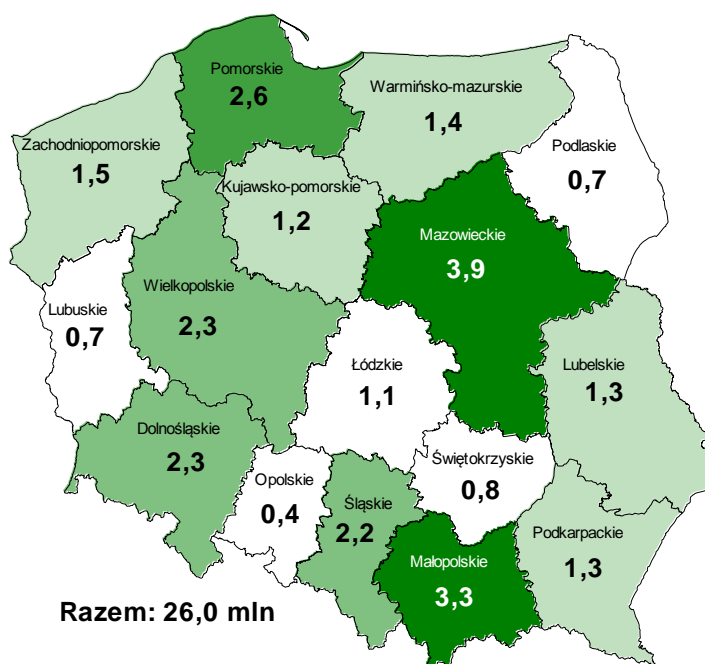 Pomorskie
2,6
Warmińsko-mazurskie
1,4
Zachodniopomorskie
1,5
Podlaskie
0,7
Kujawsko-pomorskie
1,2
Mazowieckie
3,9
Wielkopolskie
2,3
Lubuskie
0,7
Łódzkie
1,1
Lubelskie
1,3
Dolnośląskie
2,3
Opolskie
0,4
Śląskie
2,2
Świętokrzyskie
0,8
Podkarpackie
1,3
Małopolskie
3,3
Razem: 26,0 mln